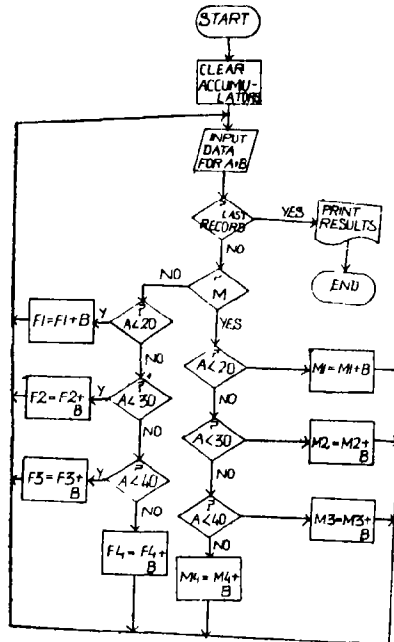 START
CLEAR
ACCUMU-
LATORS
INPUT
DATA
FOR A+B
?
LAST
RECORD
YES
PRINT
RESULTS
NO
END
NO
?
M
YES
F1=F1+B
Y
?
A<20
NO
?
A<20
M1=M1+B
NO
F2=F2+
B
Y
?
A<30
NO
?
A<30
M2=M2+
B
NO
F3=F3+
B
Y
?
A<40
NO
?
A<40
M3=M3+
B
NO
F4=F4+
B
M4=M4+
B